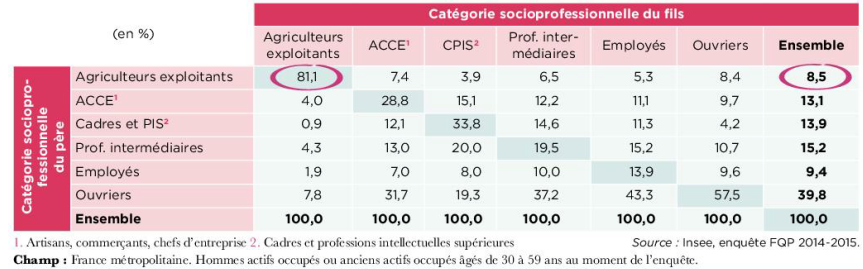 Catégorie socioprofessionnelle du fils
(en %)
Agriculteurs exploitants ACCE1 CPIS2 Prof. inter-médiaires Employés Ouvriers Ensemble
Catégorie sociopro-fessionnelle du père
Agriculteurs exploitants 81,1 7,4 3,9 6,5 5,3 8,4 8,5
ACCE1 4,0 28,8 15,1 12,2 11,1 9,7 13,1
Cadres et PIS2 0,9 12,1 33,8 14,6 11,3 4,2 13,9
Prof. intermédiaires 4,3 13,0 20,0 19,5 15,2 10,7 15,2
Employés 1,9 7,0 8,0 10,0 13,9 9,6 9,4
Ouvriers 7,8 31,7 19,3 37,2 43,3 57,5 39,8
Ensemble 100,0 100,0 100,0 100,0 100,0 100,0 100,0
1. Artisans, commerçants, chefs d'entreprise 2. Cadres et professions intellectuelles supérieures Source : Insee, enquête FQP 2014-2015.
Champ : France métropolitaine. Hommes actifs occupés ou anciens actifs occupés âgés de 30 à 59 ans au moment de l'enquête.